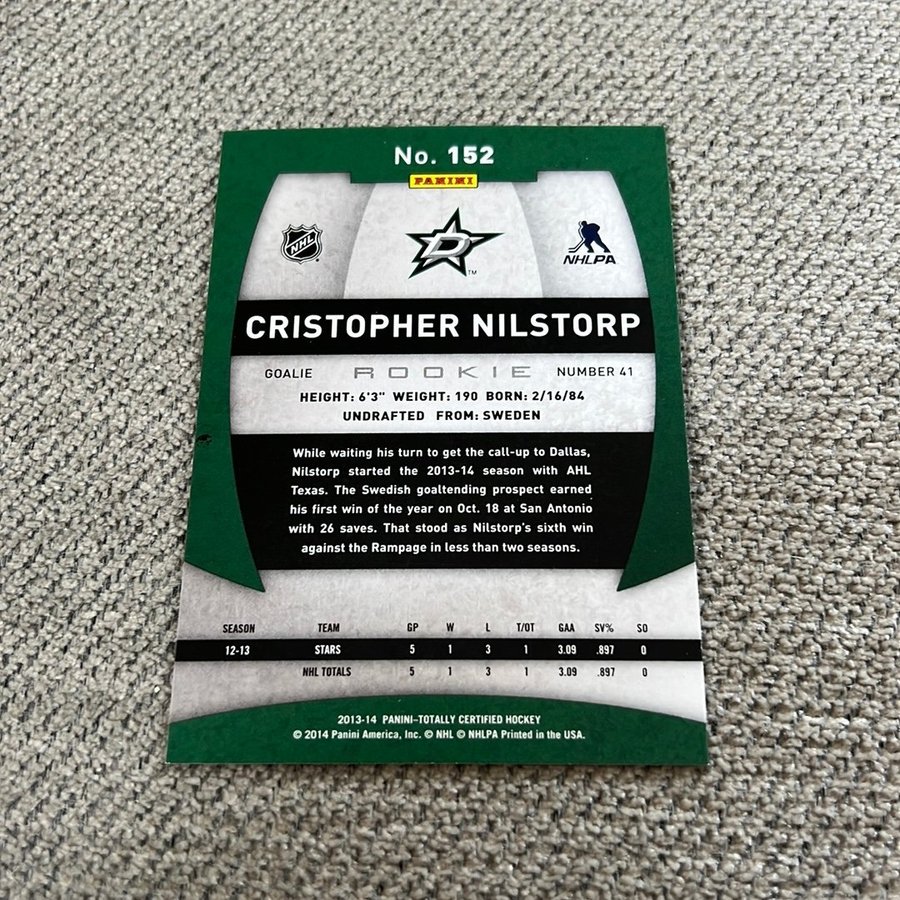 No. 152
PANINI
NHL
D
TM
NHLPA
CRISTOPHER NILSTORP
GOALIE ROOKIE NUMBER 41
HEIGHT: 6'3" WEIGHT: 190 BORN: 2/16/84
UNDRAFTED FROM: SWEDEN
While waiting his turn to get the call-up to Dallas,
Nilstorp started the 2013-14 season with AHL
Texas. The Swedish goaltending prospect earned
his first win of the year on Oct. 18 at San Antonio
with 26 saves. That stood as Nilstorp's sixth win
against the Rampage in less than two seasons.
SEASON TEAM GP W L T/OT GAA SV% SO
12-13 STARS 5 1 3 1 3.09 .897 0
NHL TOTALS 5 1 3 1 3.09 .897 0
2013-14 PANINI–TOTALLY CERTIFIED HOCKEY
© 2014 Panini America, Inc. © NHL © NHLPA Printed in the USA.